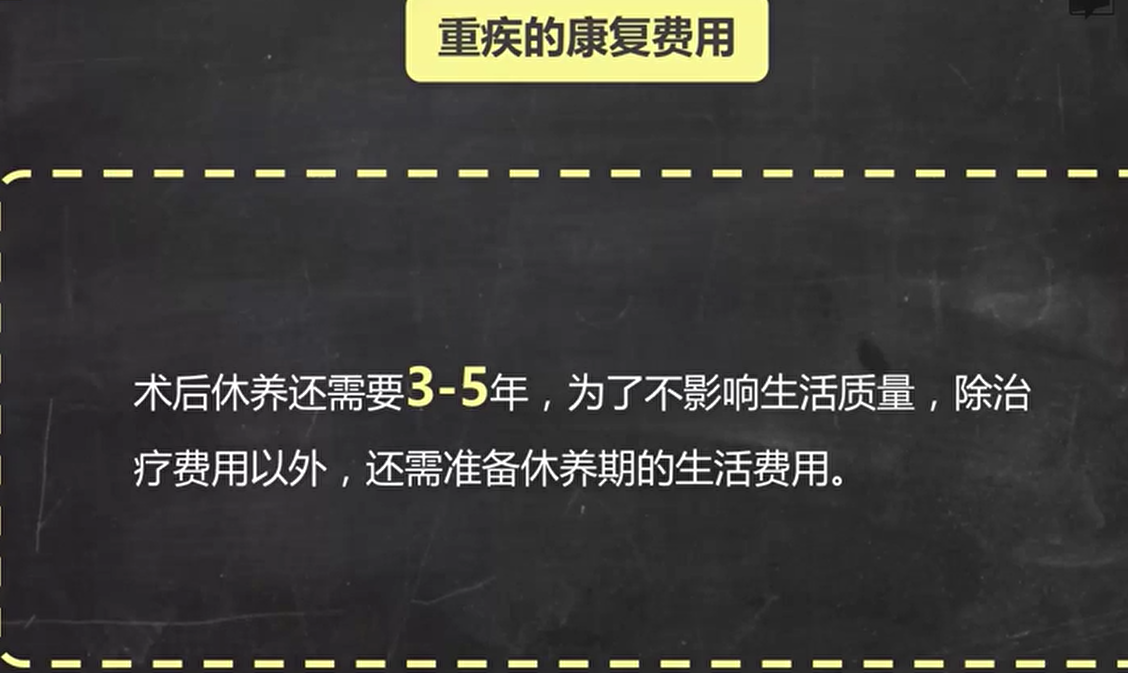 重疾的康复费用
术后休养还需要3-5年，为了不影响生活质量，除治
疗费用以外，还需准备休养期的生活费用。